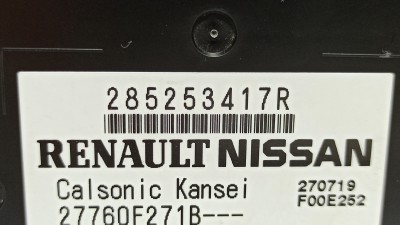 285253417R
RENAULT NISSAN
Calsonic Kansei 270719
27760F271B--- F00E252